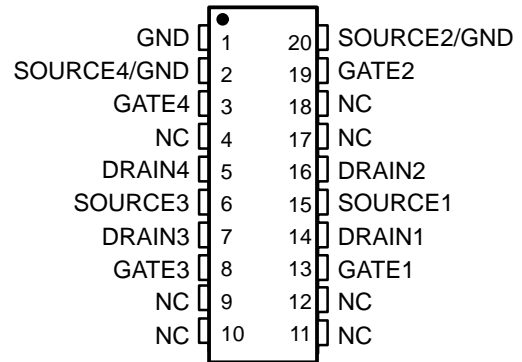 GND 1 20 SOURCE2/GND
SOURCE4/GND 2 19 GATE2
GATE4 3 18 NC
NC 4 17 NC
DRAIN4 5 16 DRAIN2
SOURCE3 6 15 SOURCE1
DRAIN3 7 14 DRAIN1
GATE3 8 13 GATE1
NC 9 12 NC
NC 10 11 NC